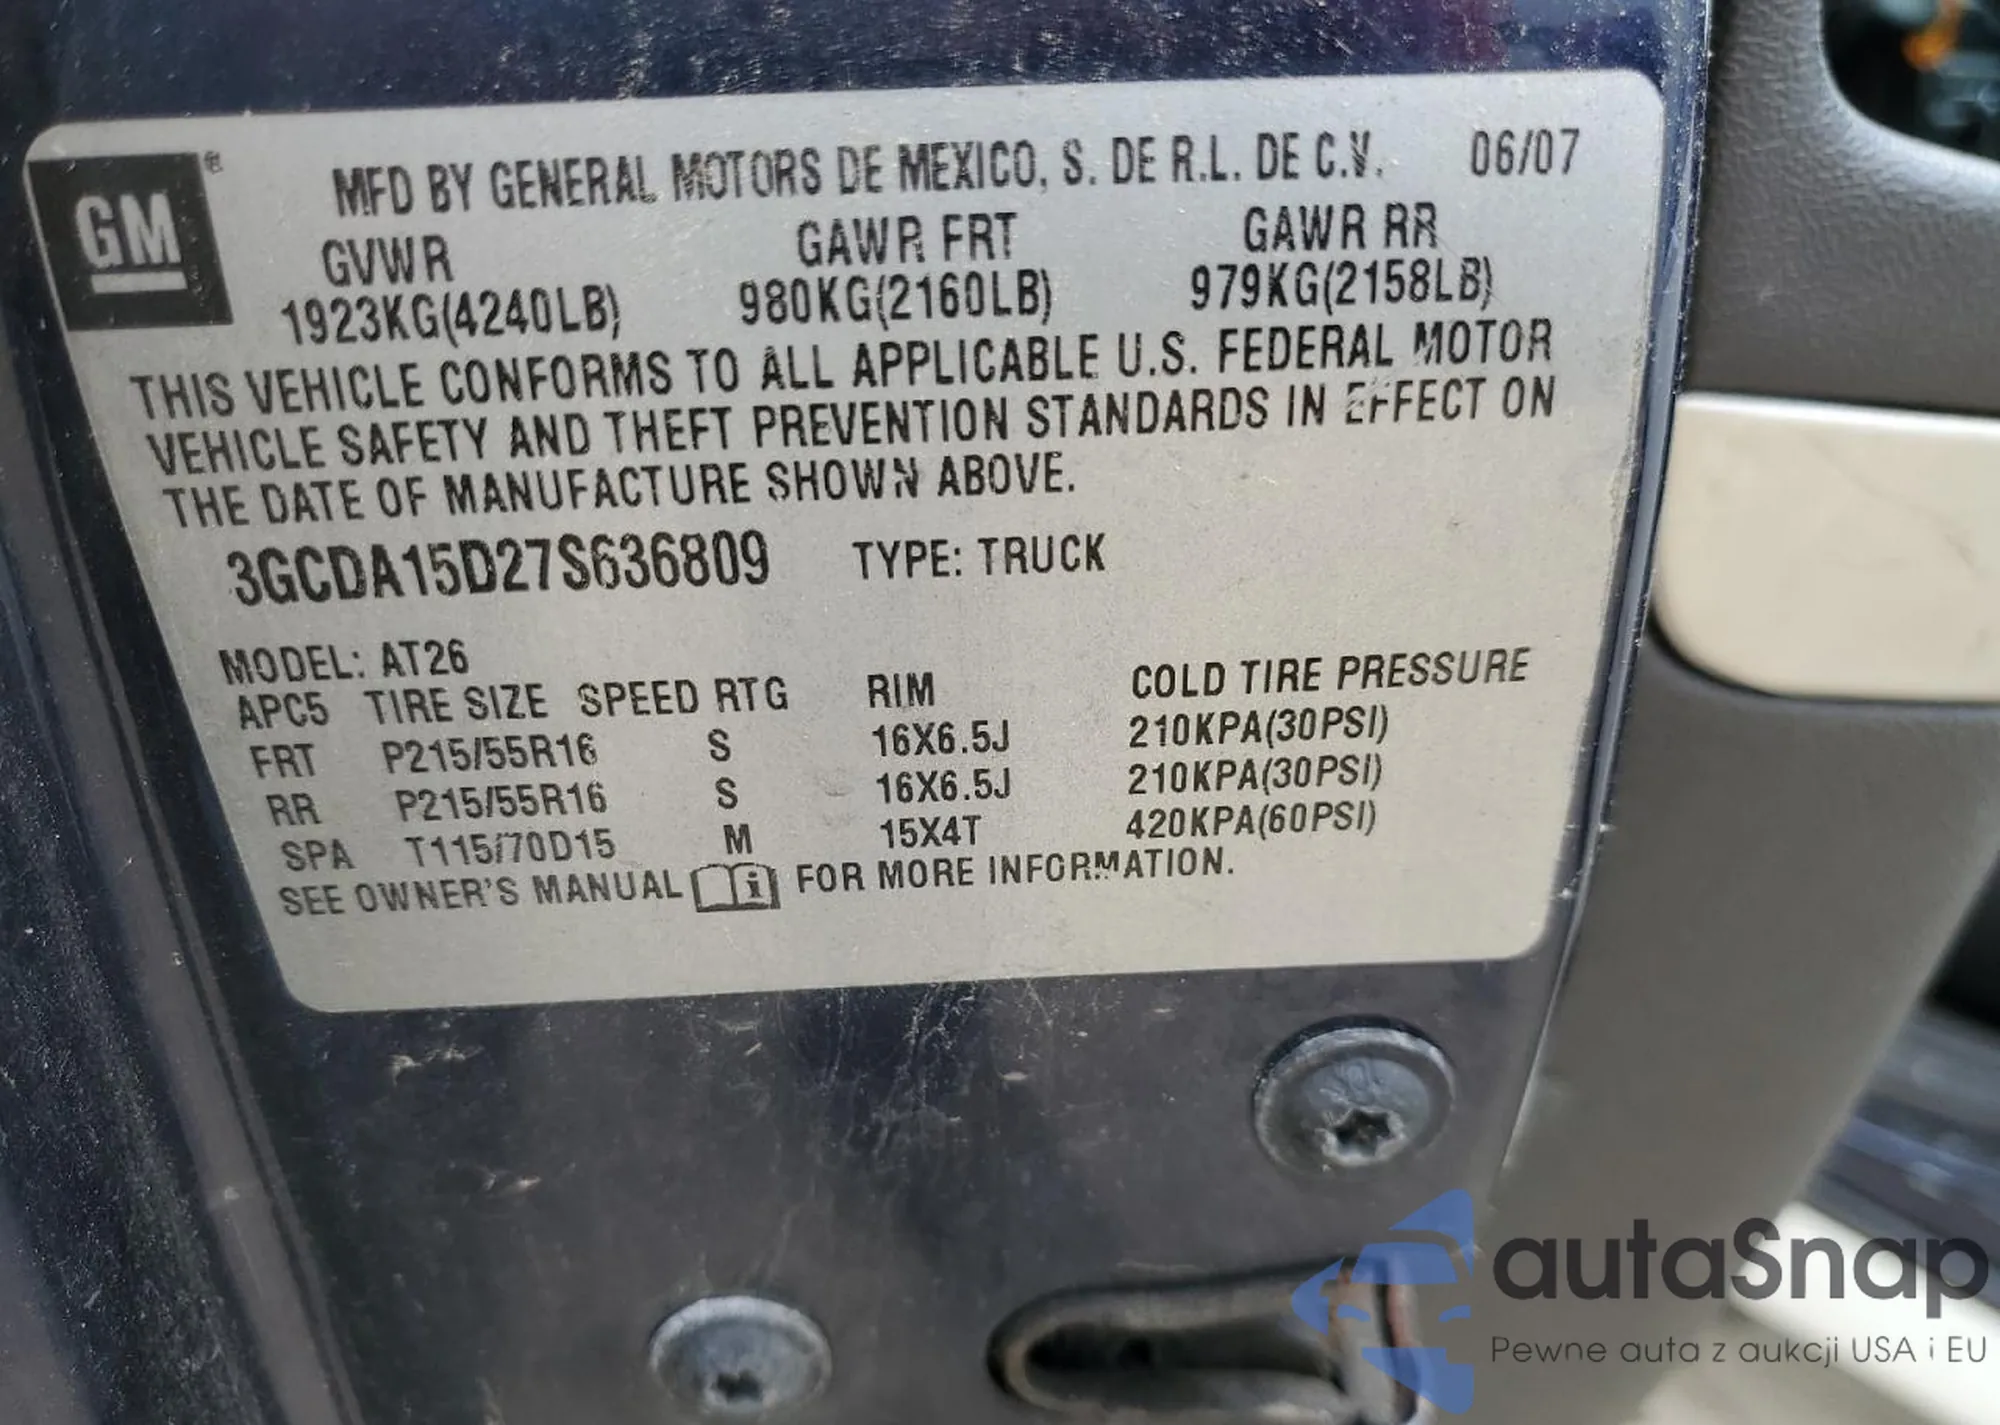 GM
MFD BY GENERAL MOTORS DE MEXICO, S. DE R.L. DE C.V. 06/07
GVWR GAWR FRT GAWR RR
1923KG(4240LB) 980KG(2160LB) 979KG(2158LB)
THIS VEHICLE CONFORMS TO ALL APPLICABLE U.S. FEDERAL MOTOR
VEHICLE SAFETY AND THEFT PREVENTION STANDARDS IN EFFECT ON
THE DATE OF MANUFACTURE SHOWN ABOVE.
3GCDA15D27S636809 TYPE: TRUCK
MODEL: AT26
APC5 TIRE SIZE SPEED RTG RIM COLD TIRE PRESSURE
FRT P215/55R16 S 16X6.5J 210KPA(30PSI)
RR P215/55R16 S 16X6.5J 210KPA(30PSI)
SPA T115/70D15 M 15X4T 420KPA(60PSI)
SEE OWNER'S MANUAL i FOR MORE INFORMATION.
autaSnap
Pewne auta z aukcji USA i EU